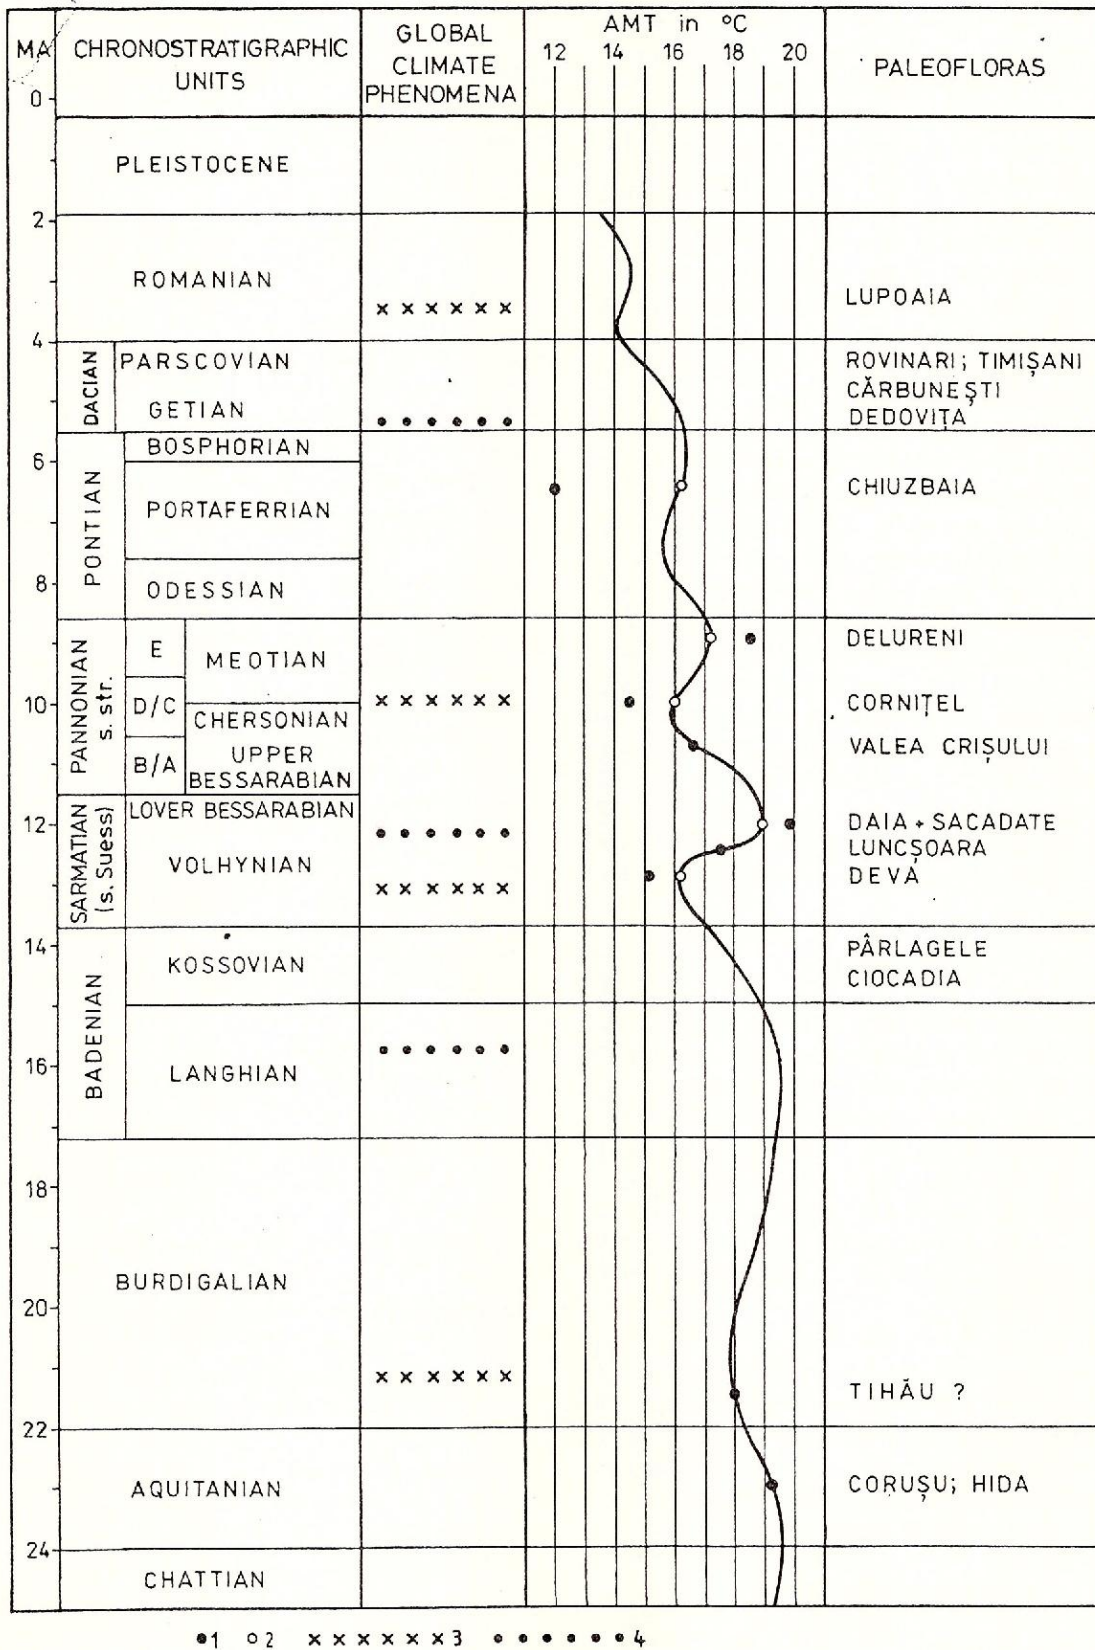 MA
CHRONOSTRATIGRAPHIC
UNITS
GLOBAL
CLIMATE
PHENOMENA
AMT in °C
12 14 16 18 20
PALEOFLORAS
0
PLEISTOCENE
2
ROMANIAN
x x x x x x
LUPOAIA
4
DACIAN
PARSCOVIAN
GETIAN
ROVINARI; TIMIȘANI
CĂRBUNEȘTI
DEDOVIȚA
PONTIAN
BOSPHORIAN
6
PORTAFERRIAN
CHIUZBAIA
8
ODESSIAN
PANNONIAN
s. str.
E
MEOTIAN
DELURENI
D/C
10
x x x x x x
CORNIȚEL
CHERSONIAN
B/A
UPPER
BESSARABIAN
VALEA CRIȘULUI
SARMATIAN
(s. Suess)
LOVER BESSARABIAN
12
VOLHYNIAN
x x x x x x
DAIA + SACADATE
LUNCȘOARA
DEVA
14
BADENIAN
KOSSOVIAN
PÂRLAGELE
CIOCADIA
16
LANGHIAN
18
BURDIGALIAN
20
x x x x x x
TIHĂU ?
22
AQUITANIAN
CORUȘU; HIDA
24
CHATTIAN
●1 ○2 x x x x x x x 3 ● ● ● ● ● ● ● 4